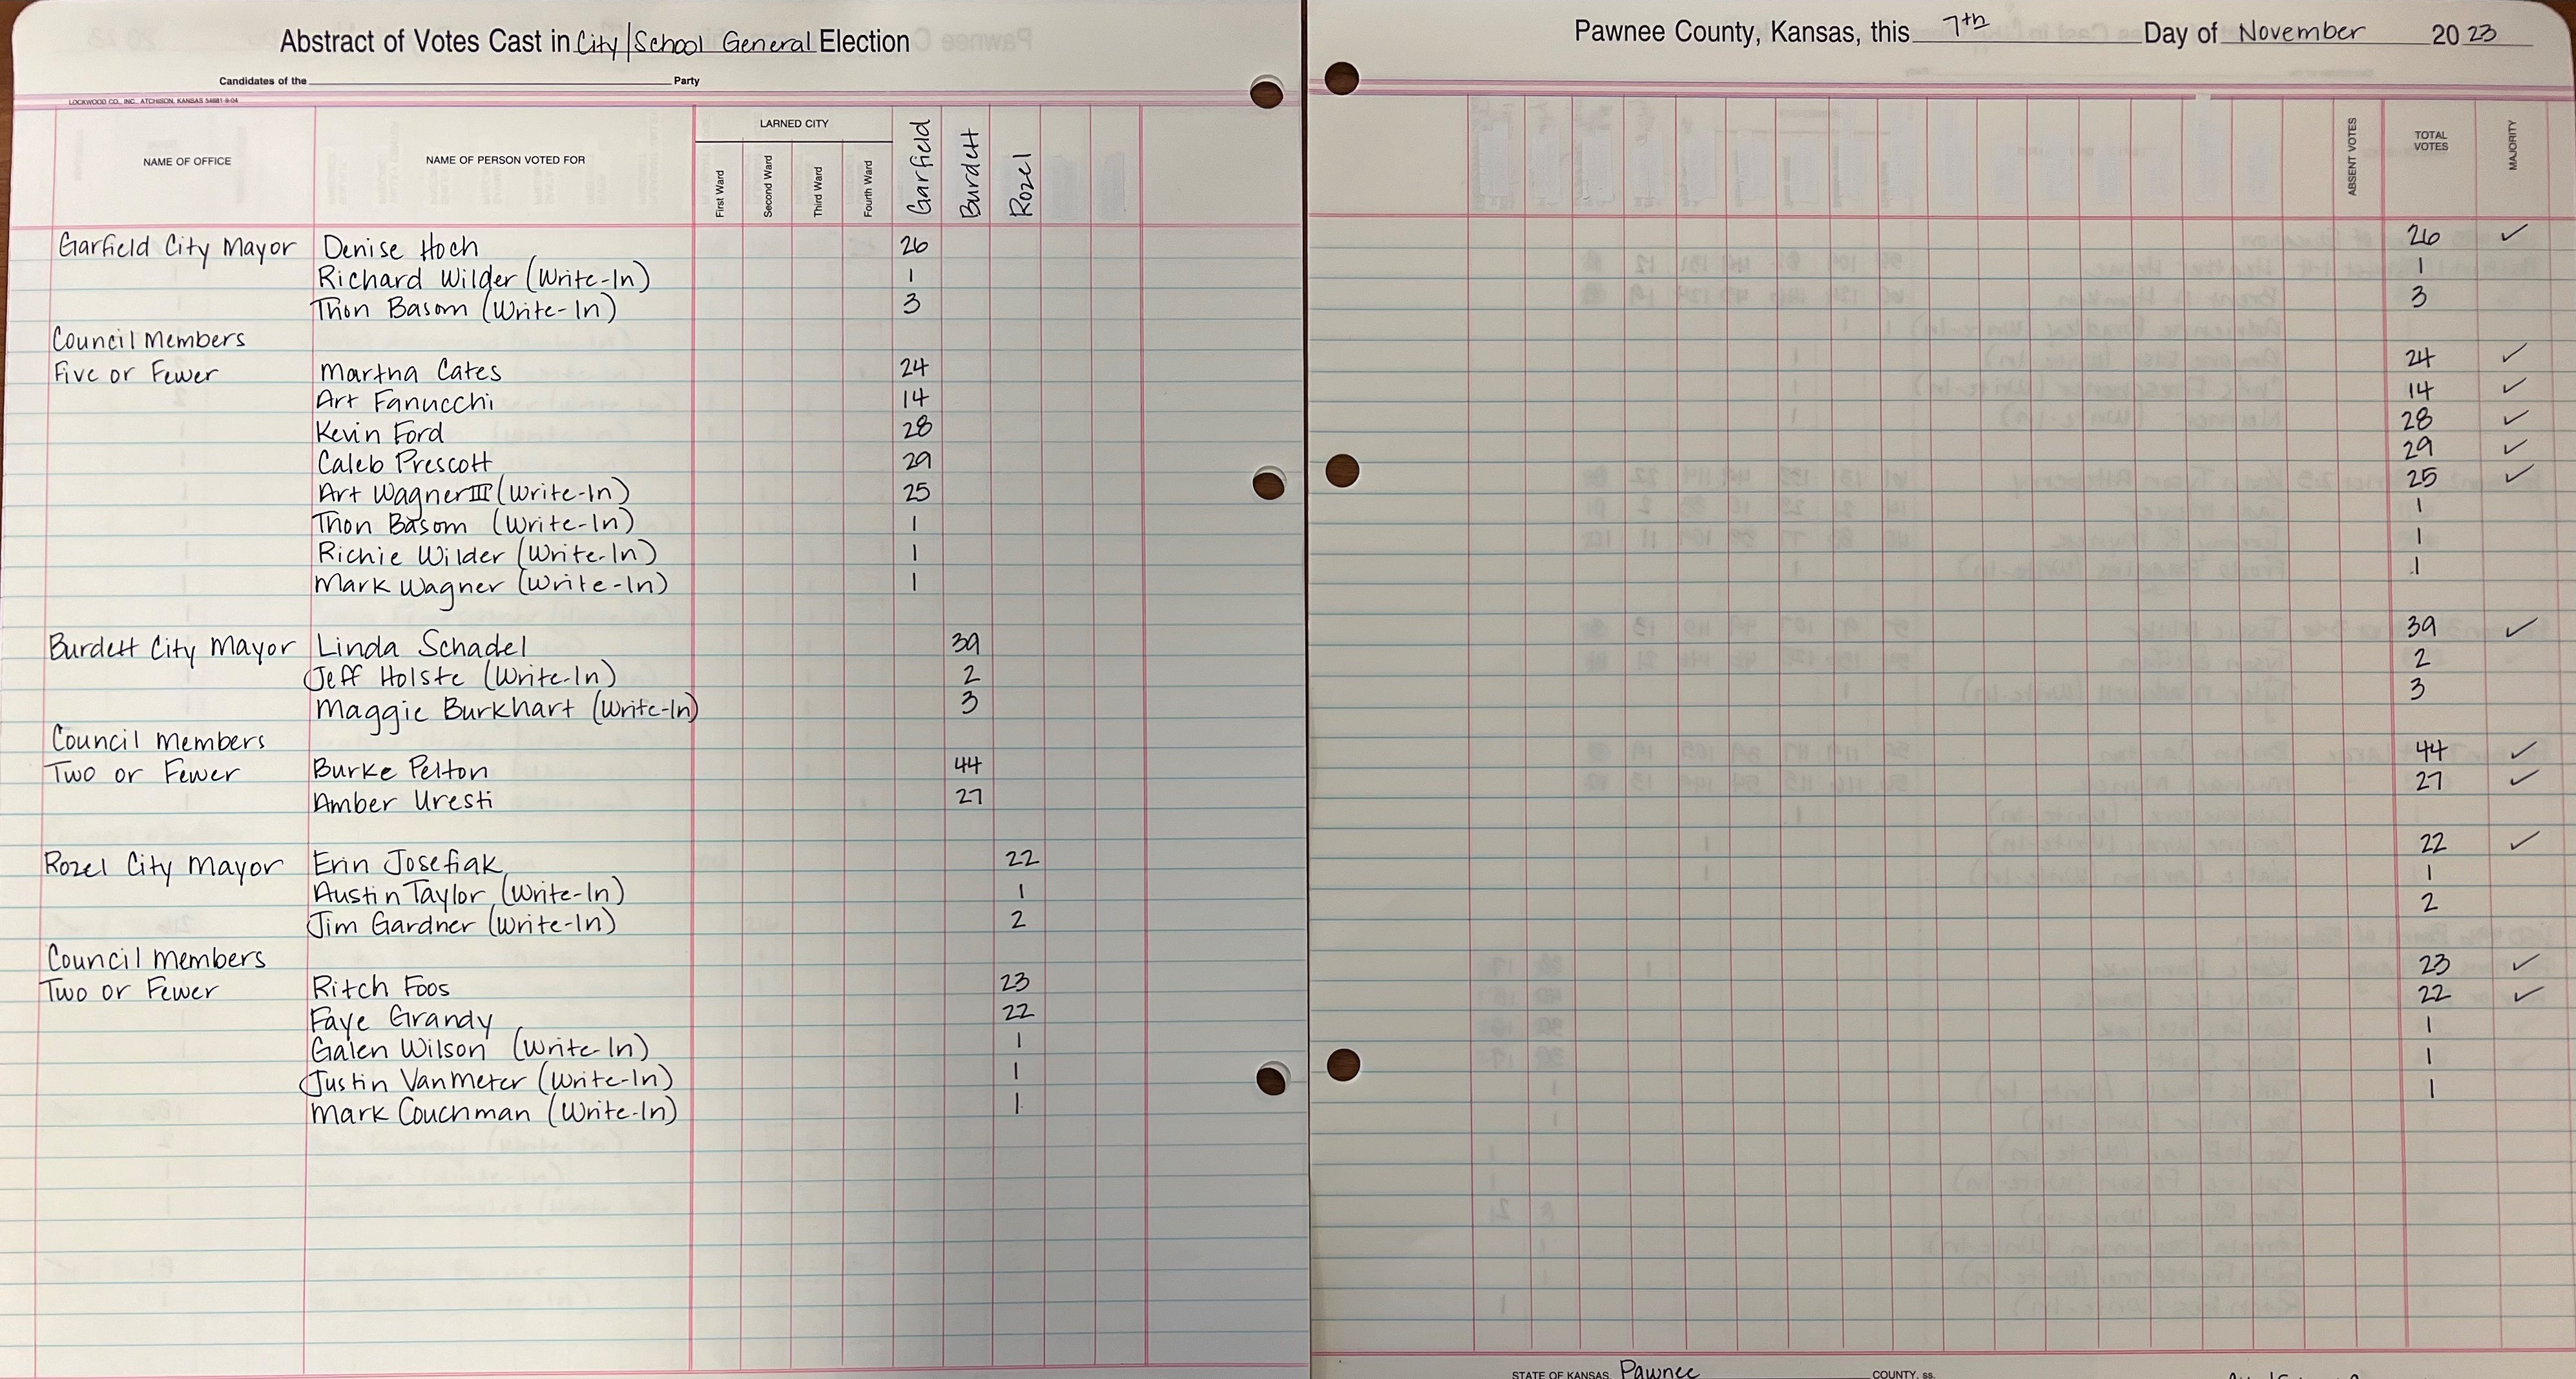 Abstract of Votes Cast in City/School General Election
Pawnee County, Kansas, this 7th Day of November 2023
Candidates of the Party
LOCKWOOD CO., INC. ATCHISON, KANSAS 54881-9-04
NAME OF OFFICE NAME OF PERSON VOTED FOR LARNED CITY First Ward Second Ward Third Ward Fourth Ward Garfield Burdett Rozel ABSENT VOTES TOTAL VOTES MAJORITY
Garfield City Mayor Denise Hoch 26 26 ✓
Richard Wilder (Write-In) 1 1
Thon Basom (Write-In) 3 3
Council Members
Five or Fewer Martha Cates 24 24 ✓
Art Fanucchi 14 14 ✓
Kevin Ford 28 28 ✓
Caleb Prescott 29 29 ✓
Art Wagner III (Write-In) 25 25 ✓
Thon Basom (Write-In) 1 1
Richie Wilder (Write-In) 1 1
Mark Wagner (Write-In) 1 1
Burdett City Mayor Linda Schadel 39 39 ✓
Jeff Holste (Write-In) 2 2
Maggie Burkhart (Write-In) 3 3
Council Members
Two or Fewer Burke Pelton 44 44 ✓
Amber Uresti 27 27 ✓
Rozel City Mayor Erin Josefiak 22 22 ✓
Austin Taylor (Write-In) 1 1
Jim Gardner (Write-In) 2 2
Council Members
Two or Fewer Ritch Foos 23 23 ✓
Faye Grandy 22 22 ✓
Galen Wilson (Write-In) 1 1
Justin VanMeter (Write-In) 1 1
Mark Couchman (Write-In) 1 1
STATE OF KANSAS, Pawnee COUNTY, ss.